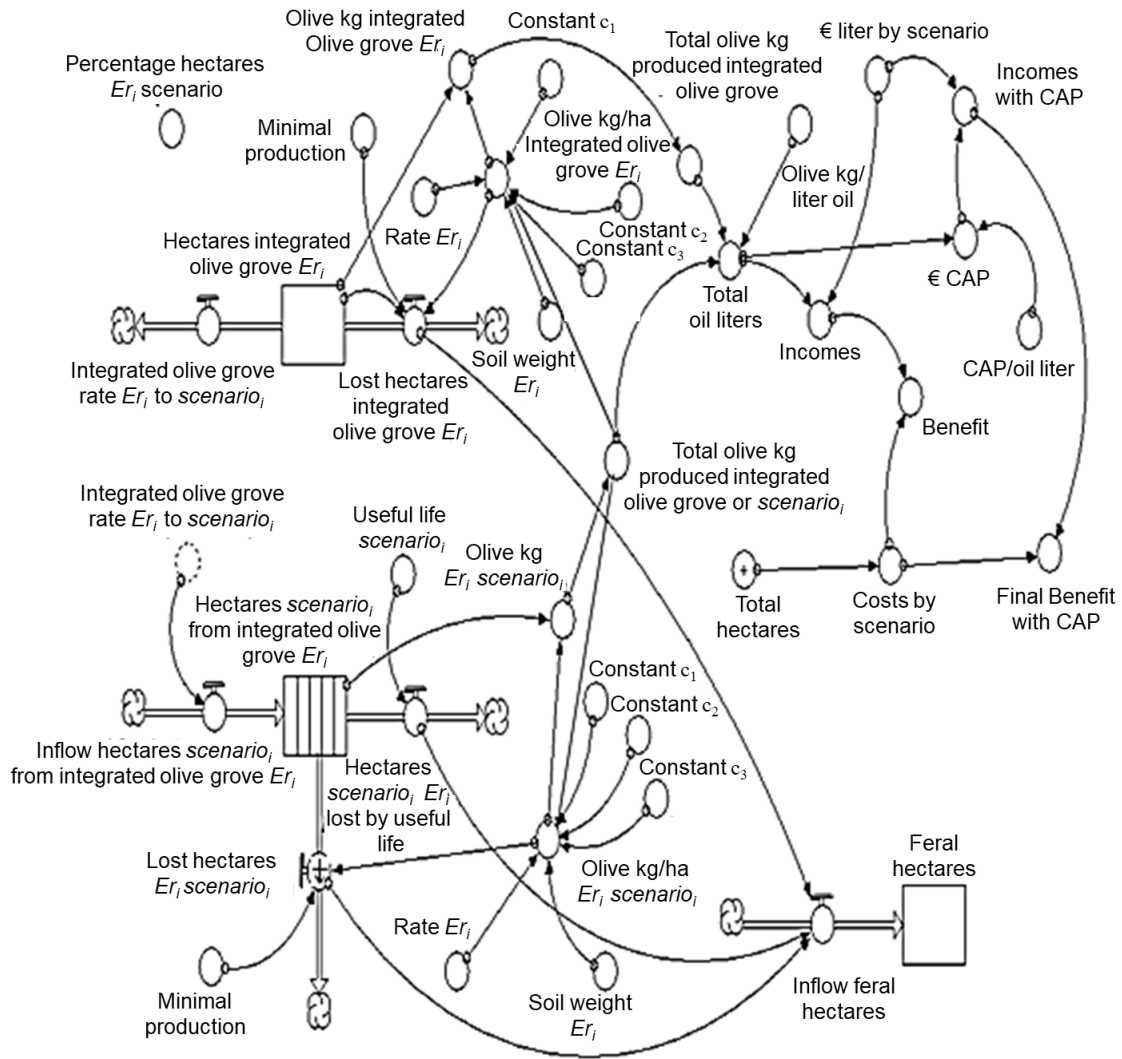 Olive kg integrated
Olive grove Eri
Constant c1
Total olive kg
produced integrated
olive grove
€ liter by scenario
Incomes
with CAP
Percentage hectares
Eri scenario
Minimal
production
Olive kg/ha
Integrated olive
grove Eri
Olive kg/
liter oil
Rate Eri
Constant c2
Constant c3
Hectares integrated
olive grove Eri
€ CAP
Total
oil liters
Incomes
CAP/oil liter
Soil weight
Eri
Integrated olive grove
rate Eri to scenarioi
Lost hectares
integrated
olive grove Eri
Benefit
Total olive kg
produced integrated
olive grove or scenarioi
Integrated olive grove
rate Eri to scenarioi
Useful life
scenarioi
Olive kg
Eri scenarioi
Hectares scenarioi
from integrated olive
grove Eri
Total
hectares
Costs by
scenario
Final Benefit
with CAP
Constant c1
Constant c2
Constant c3
Inflow hectares scenarioi
from integrated olive grove Eri
Hectares
scenarioi Eri
lost by useful
life
Lost hectares
Eri scenarioi
Olive kg/ha
Eri scenarioi
Feral
hectares
Rate Eri
Minimal
production
Soil weight
Eri
Inflow feral
hectares